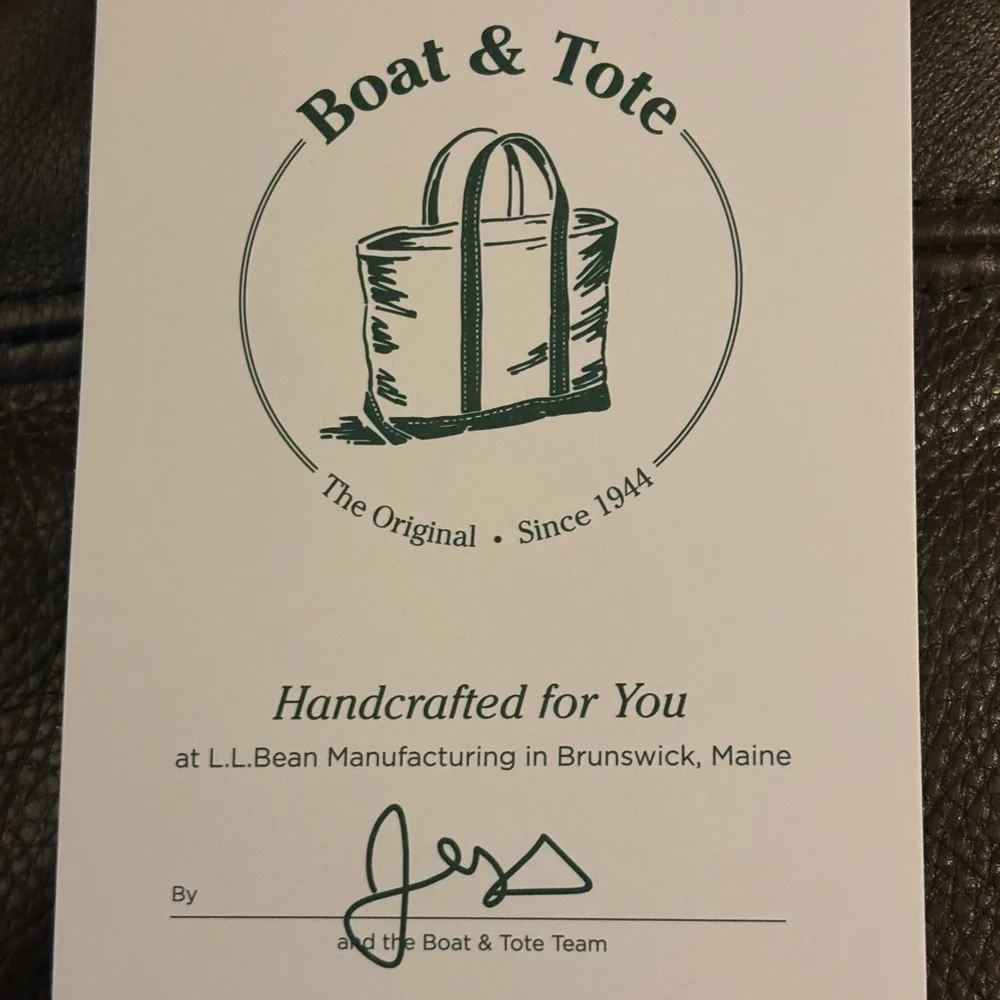 Boat & Tote
The Original • Since 1944
Handcrafted for You
at L.L.Bean Manufacturing in Brunswick, Maine
By Jess
and the Boat & Tote Team